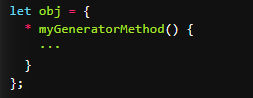 let obj = {
  * myGeneratorMethod() {
    ···
  }
};